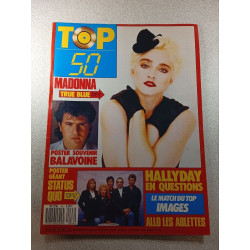 TOP
50
MADONNA
TRUE BLUE
POSTER SOUVENIR
BALAVOINE
POSTER
GEANT
STATUS
QUO
HALLYDAY
EN QUESTIONS
LE MATCH DU TOP
IMAGES
ALLO LES ABLETTES